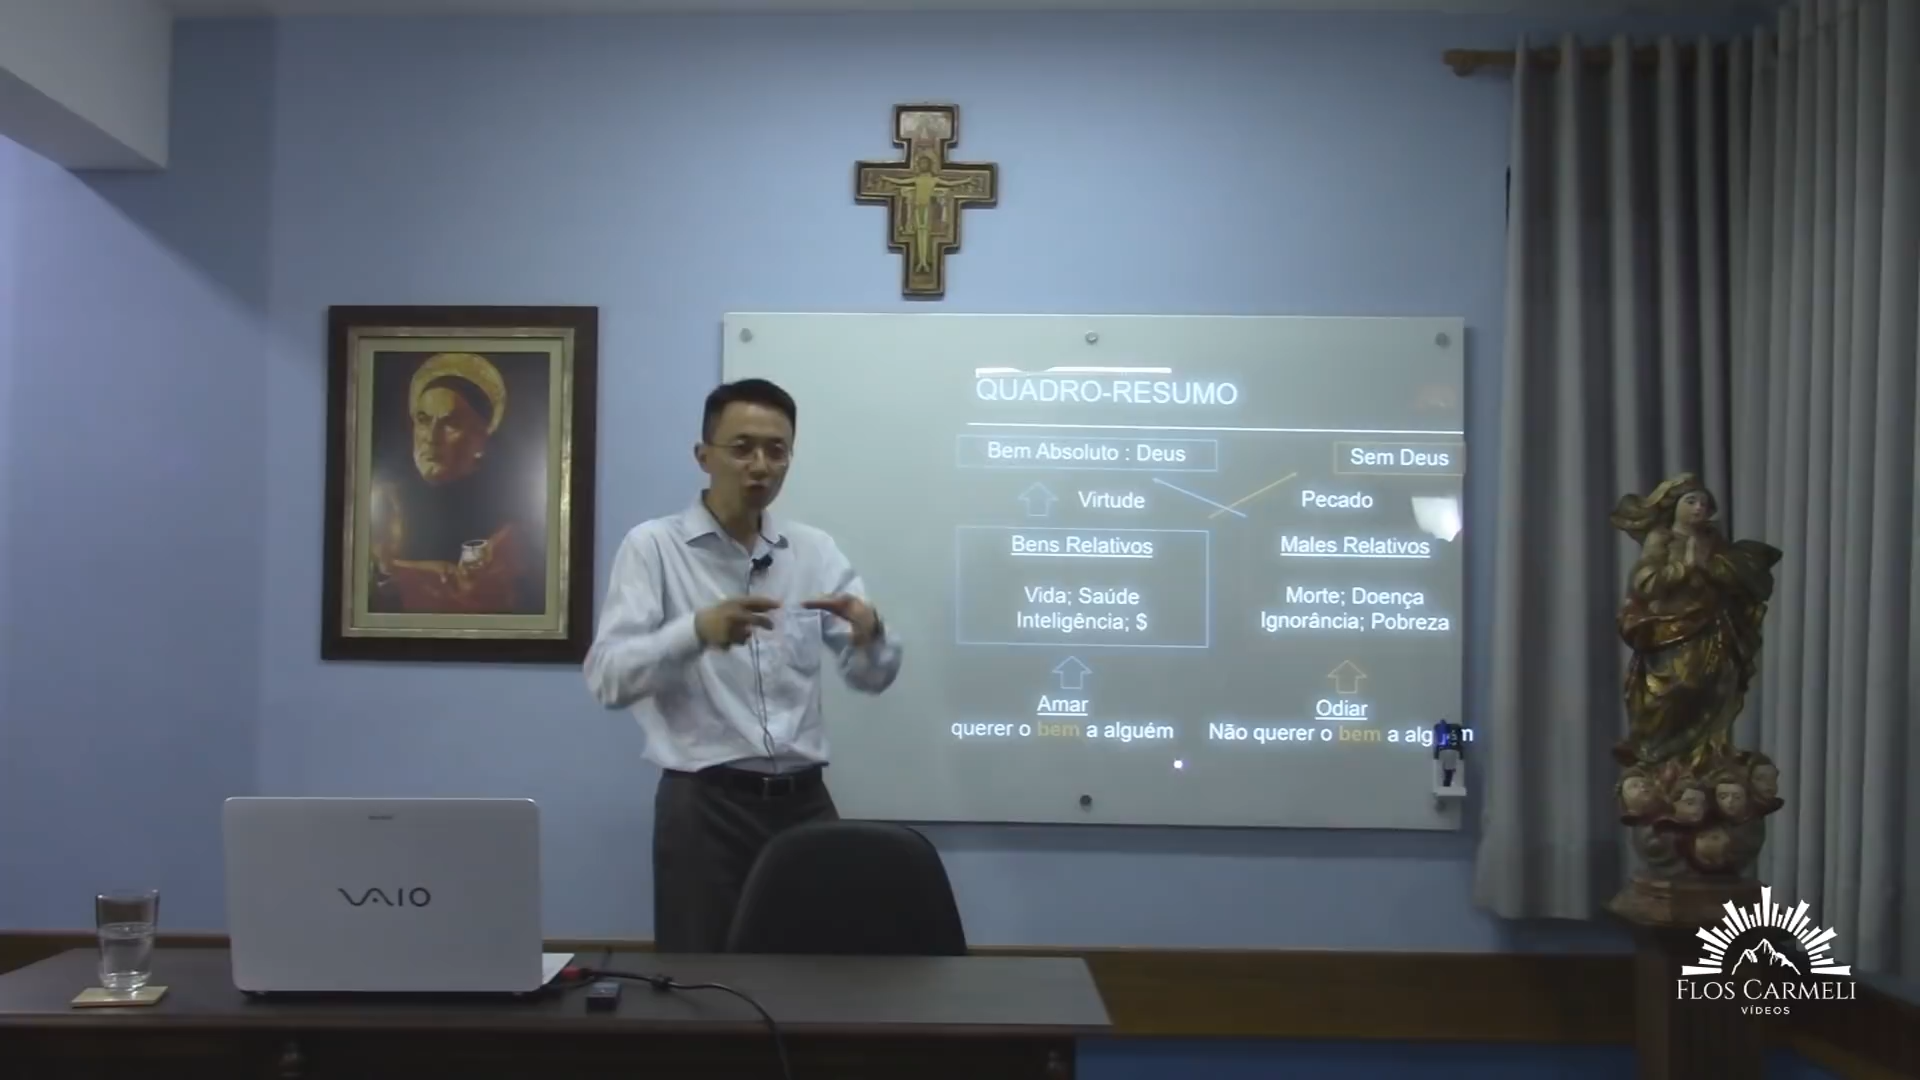 QUADRO-RESUMO
Bem Absoluto : Deus
Sem Deus
Virtude
Pecado
Bens Relativos
Males Relativos
Vida; Saúde
Inteligência; $
Morte; Doença
Ignorância; Pobreza
Amar
querer o bem a alguém
Odiar
Não querer o bem a alguém
VAIO
FLOS CARMELI
VÍDEOS